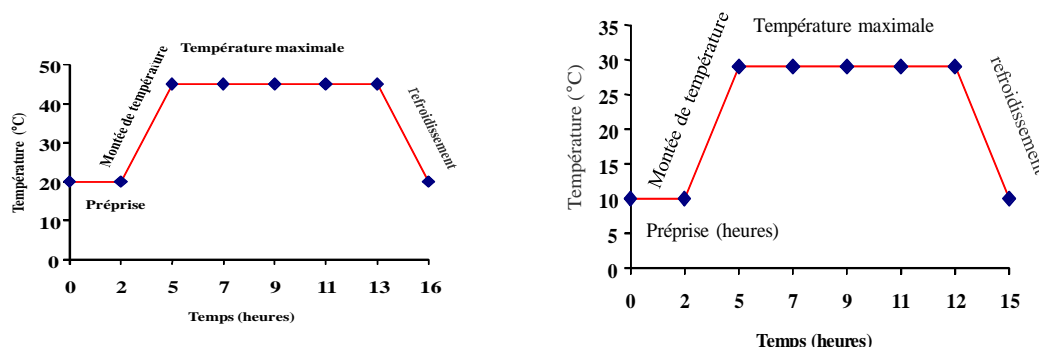 Température maximale
Montée de température
refroidissement
Température (°C)
50
40
30
20
10
0
Préprise
0 2 5 7 9 11 13 16
Temps (heures)
Température maximale
Montée de température
refroidissement
Température (°C)
35
30
25
20
15
10
5
0
Préprise (heures)
0 2 5 7 9 11 12 15
Temps (heures)